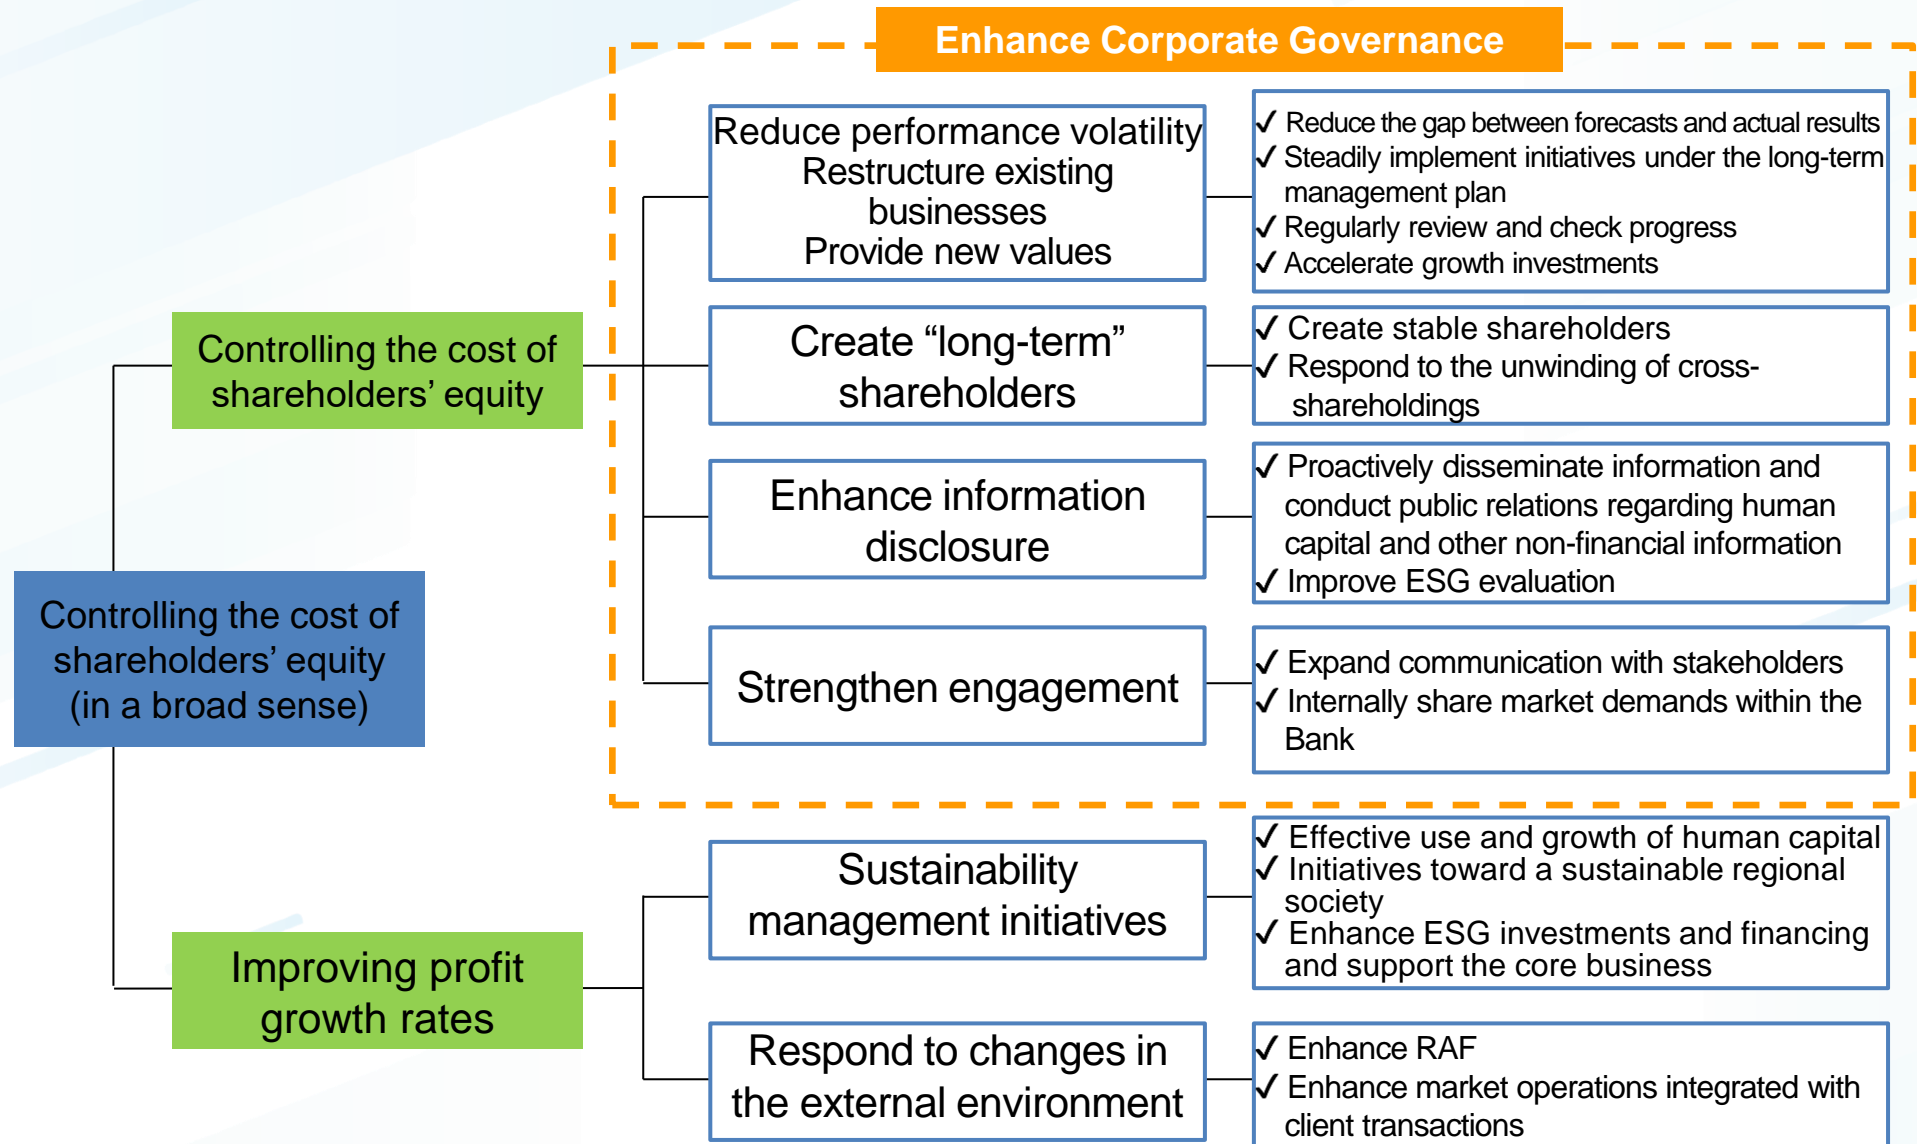 Enhance Corporate Governance
Controlling the cost of
shareholders’ equity
(in a broad sense)
Controlling the cost of
shareholders’ equity
Reduce performance volatility
Restructure existing
businesses
Provide new values
✓ Reduce the gap between forecasts and actual results
✓ Steadily implement initiatives under the long-term
management plan
✓ Regularly review and check progress
✓ Accelerate growth investments
Create “long-term”
shareholders
✓ Create stable shareholders
✓ Respond to the unwinding of cross-
shareholdings
Enhance information
disclosure
✓ Proactively disseminate information and
conduct public relations regarding human
capital and other non-financial information
✓ Improve ESG evaluation
Strengthen engagement
✓ Expand communication with stakeholders
✓ Internally share market demands within the
Bank
Improving profit
growth rates
Sustainability
management initiatives
✓ Effective use and growth of human capital
✓ Initiatives toward a sustainable regional
society
✓ Enhance ESG investments and financing
and support the core business
Respond to changes in
the external environment
✓ Enhance RAF
✓ Enhance market operations integrated with
client transactions